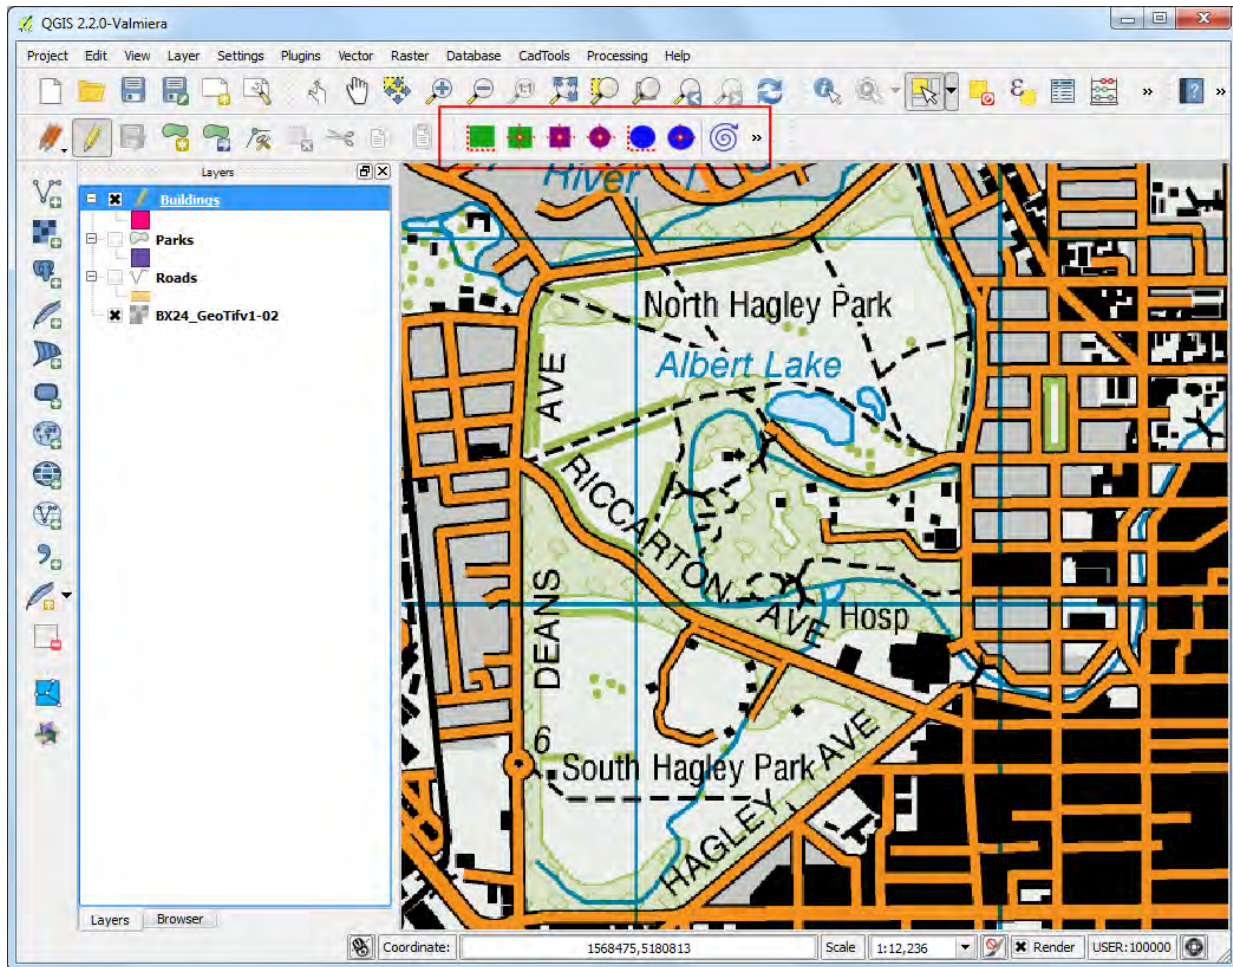 QGIS 2.2.0-Valmiera
Project Edit View Layer Settings Plugins Vector Raster Database CadTools Processing Help
1:1
ε
?
»
»
»
Layers
Buildings
Parks
Roads
BX24_GeoTifv1-02
River
North Hagley Park
Albert Lake
AVE
RICCARTON AVE
Hosp
DEANS
6
South Hagley Park
HAGLEY AVE
Layers Browser
Coordinate: 1568475,5180813 Scale 1:12,236 Render USER:100000